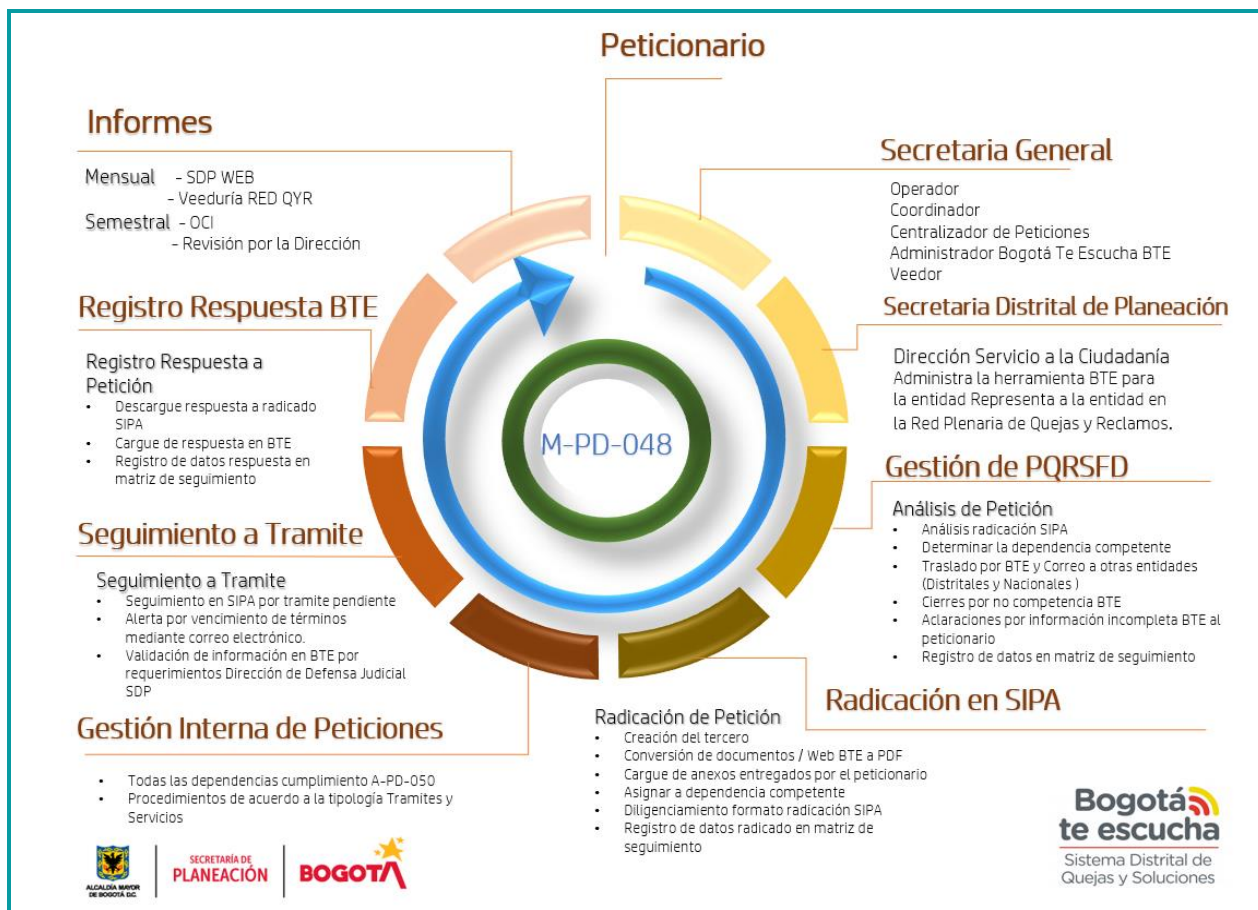 Peticionario
Informes
Mensual - SDP WEB
- Veeduría RED QYR
Semestral - OCI
- Revisión por la Dirección
Secretaria General
Operador
Coordinador
Centralizador de Peticiones
Administrador Bogotá Te Escucha BTE
Veedor
Registro Respuesta BTE
Registro Respuesta a
Petición
• Descargue respuesta a radicado
SIPA
• Cargue de respuesta en BTE
• Registro de datos respuesta en
matriz de seguimiento
Secretaria Distrital de Planeación
Dirección Servicio a la Ciudadanía
Administra la herramienta BTE para
la entidad Representa a la entidad en
la Red Plenaria de Quejas y Reclamos.
M-PD-048
Gestión de PQRSFD
Análisis de Petición
• Análisis radicación SIPA
• Determinar la dependencia competente
• Traslado por BTE y Correo a otras entidades
(Distritales y Nacionales )
• Cierres por no competencia BTE
• Aclaraciones por información incompleta BTE al
peticionario
• Registro de datos en matriz de seguimiento
Seguimiento a Tramite
Seguimiento a Tramite
• Seguimiento en SIPA por tramite pendiente
• Alerta por vencimiento de términos
mediante correo electrónico.
• Validación de información en BTE por
requerimientos Dirección de Defensa Judicial
SDP
Radicación en SIPA
Radicación de Petición
• Creación del tercero
• Conversión de documentos / Web BTE a PDF
• Cargue de anexos entregados por el peticionario
• Asignar a dependencia competente
• Diligenciamiento formato radicación SIPA
• Registro de datos radicado en matriz de
seguimiento
Gestión Interna de Peticiones
• Todas las dependencias cumplimiento A-PD-050
• Procedimientos de acuerdo a la tipología Tramites y
Servicios
ALCALDÍA MAYOR
DE BOGOTÁ D.C.
SECRETARÍA DE
PLANEACIÓN
BOGOTÁ
Bogotá
te escucha
Sistema Distrital de
Quejas y Soluciones